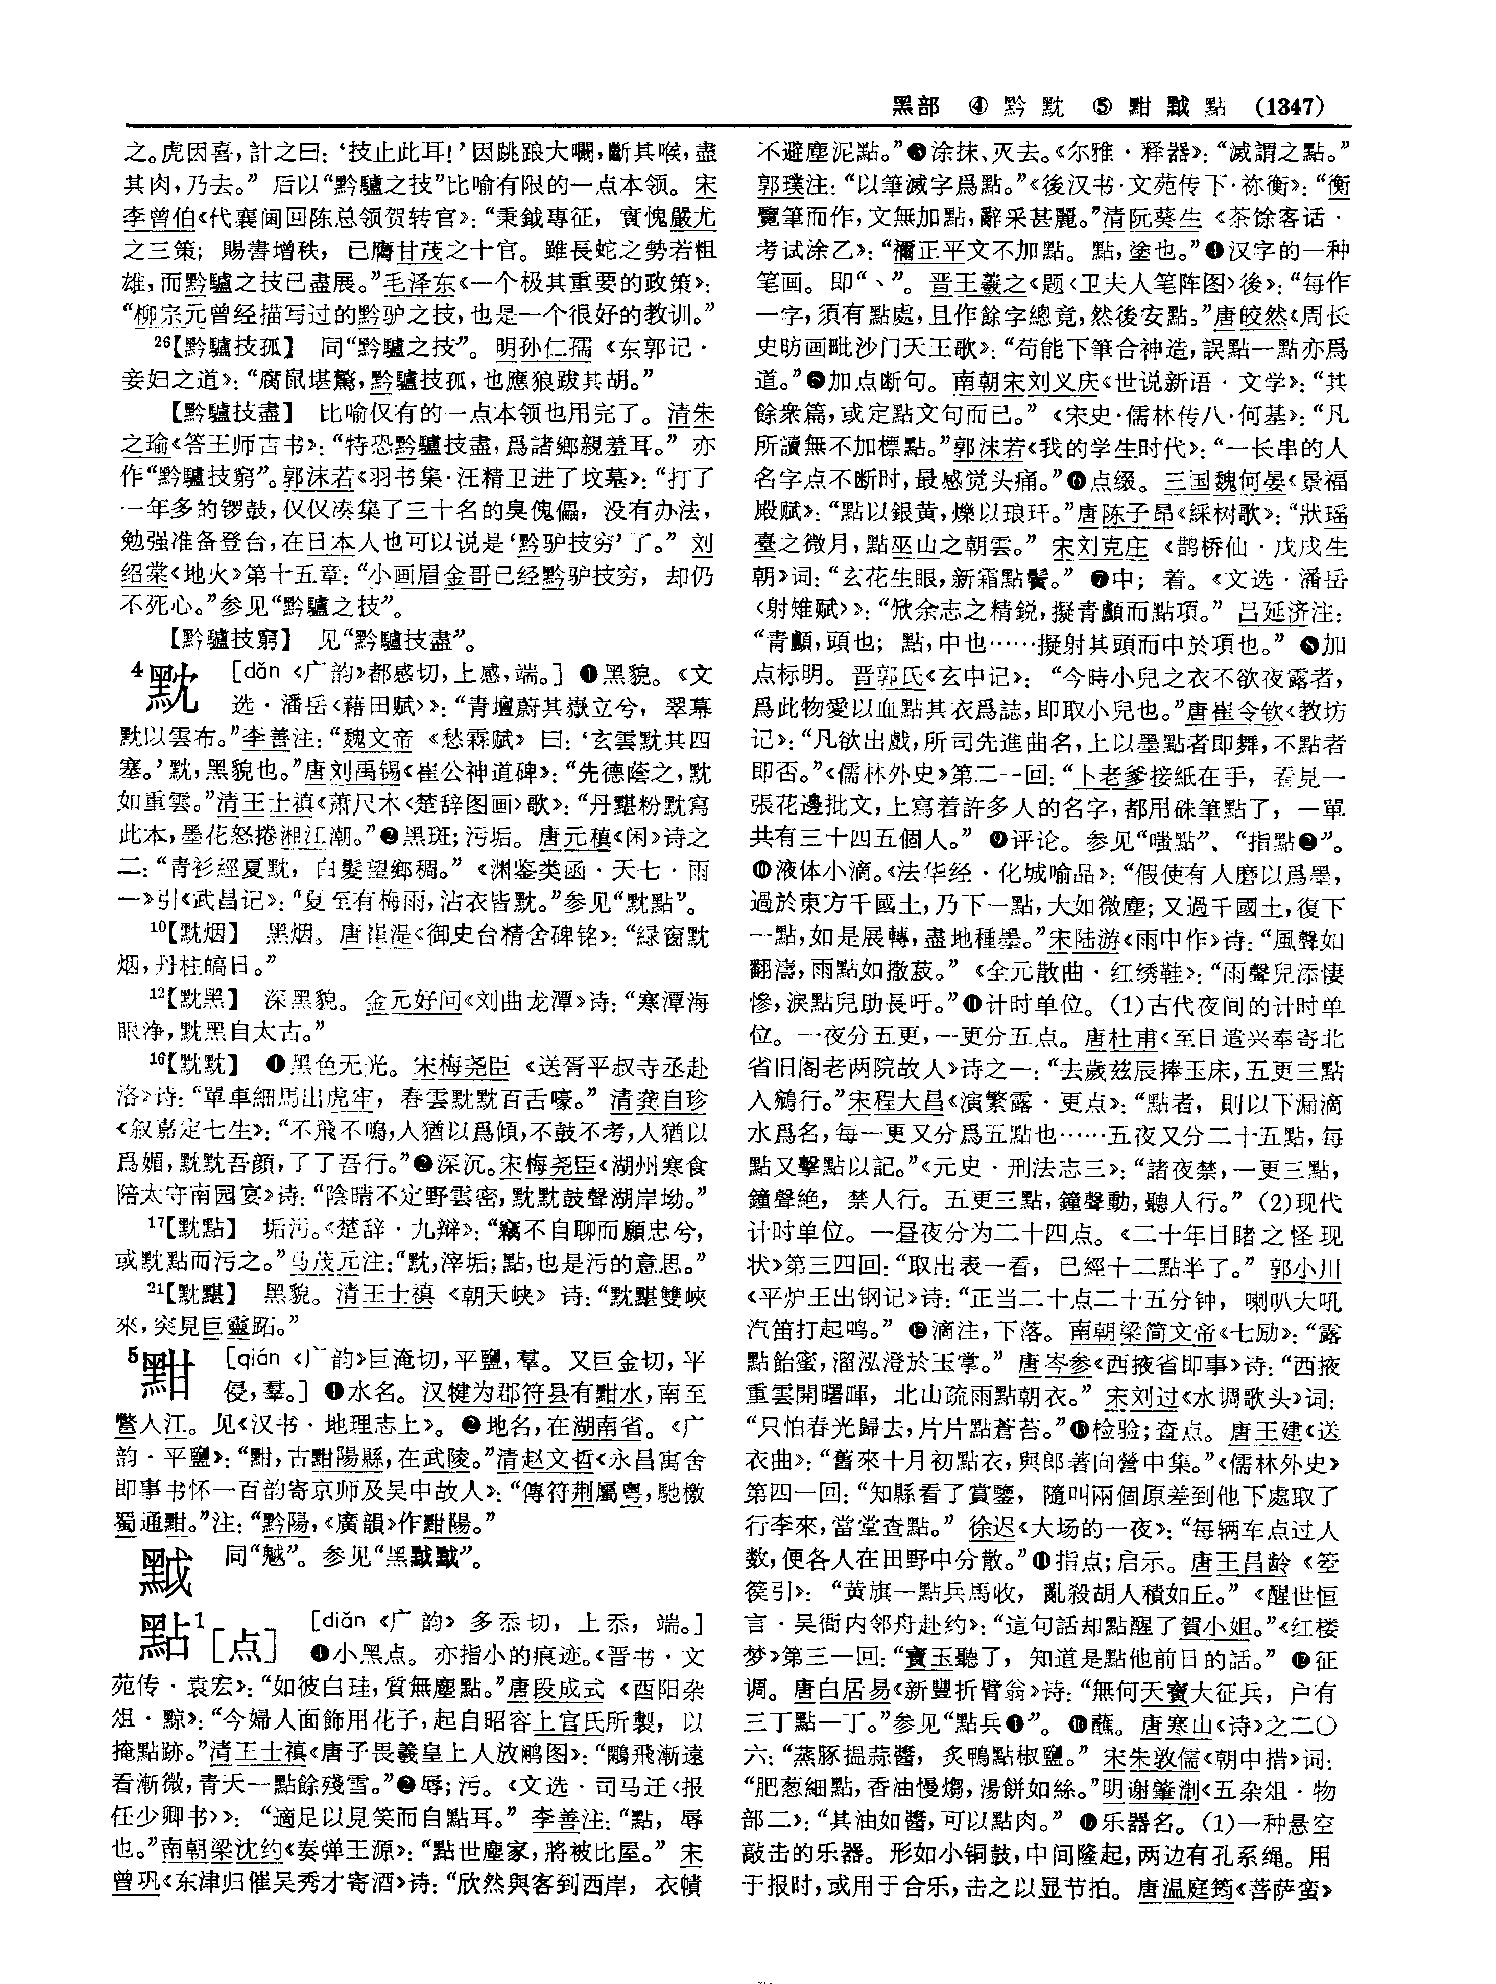 黑部 ④ 黔 黕 ⑤ 黚 黬 點 (1347)
之。虎因喜，計之曰：‘技止此耳！’因跳踉大㘎，斷其喉，盡
其肉，乃去。” 后以“黔驢之技”比喻有限的一点本领。宋
李曾伯《代襄阃回陈总领贺转官》：“秉鉞專征，實愧嚴尤
之三策；賜書增秩，已膺甘茂之十官。雖長蛇之勢若粗
雄，而黔驢之技已盡展。”毛泽东《一个极其重要的政策》：
“柳宗元曾经描写过的黔驴之技，也是一个很好的教训。”
26【黔驢技孤】 同“黔驢之技”。明孙仁孺《东郭记·
妾妇之道》：“腐鼠堪驚，黔驢技孤，也應狼跋其胡。”
【黔驢技盡】 比喻仅有的一点本领也用完了。清朱
之瑜《答王师吉书》：“特恐黔驢技盡，爲諸鄉親羞耳。” 亦
作“黔驢技窮”。郭沫若《羽书集·汪精卫进了坟墓》：“打了
一年多的锣鼓，仅仅凑集了三十名的臭傀儡，没有办法，
勉强准备登台，在日本人也可以说是‘黔驴技穷’了。” 刘
绍棠《地火》第十五章：“小画眉金哥已经黔驴技穷，却仍
不死心。”参见“黔驢之技”。
【黔驢技窮】 见“黔驢技盡”。
4黕 [dǎn《广韵》都感切，上感，端。] ❶黑貌。《文
选·潘岳〈藉田赋〉》：“青壇蔚其嶽立兮，翠幕
黕以雲布。”李善注：“魏文帝《愁霖赋》曰：‘玄雲黕其四
塞。’黕，黑貌也。”唐刘禹锡《崔公神道碑》：“先德蔭之，黕
如重雲。”清王士禛《萧尺木〈楚辞图画〉歌》：“丹黮粉黕寫
此本，墨花怒捲湘江潮。”❷黑斑；污垢。唐元稹《闲》诗之
二：“青衫經夏黕，白髮望鄉稠。”《渊鉴类函·天七·雨
一》引《武昌记》：“夏至有梅雨，沾衣皆黕。”参见“黕點”。
10【黕烟】 黑烟。唐崔湜《御史台精舍碑铭》：“緑窗黕
烟，丹柱皜日。”
12【黕黑】 深黑貌。金元好问《刘曲龙潭》诗：“寒潭海
眼净，黕黑自太古。”
16【黕黕】 ❶黑色无光。宋梅尧臣《送胥平叔寺丞赴
洛》诗：“單車細馬出虎牢，春雲黕黕百舌嚎。” 清龚自珍
《叙嘉定七生》：“不飛不鳴，人猶以爲傾，不鼓不考，人猶以
爲媚，黕黕吾顔，了了吾行。”❷深沉。宋梅尧臣《湖州寒食
陪太守南园宴》诗：“陰晴不定野雲密，黕黕鼓聲湖岸坳。”
17【黕點】 垢污。《楚辞·九辩》：“竊不自聊而願忠兮，
或黕點而污之。”马茂元注：“黕，滓垢；點，也是污的意思。”
21【黕黮】 黑貌。清王士禛《朝天峡》诗：“黕黮雙峽
來，突見巨靈跖。”
5黚 [qián《广韵》巨淹切，平鹽，羣。又巨金切，平
侵，羣。] ❶水名。汉犍为郡符县有黚水，南至
鄨入江。见《汉书·地理志上》。❷地名，在湖南省。《广
韵·平鹽》：“黚，古黚陽縣，在武陵。”清赵文哲《永昌寓舍
即事书怀一百韵寄京师及吴中故人》：“傳符荆屬粤，馳檄
蜀通黚。”注：“黔陽，《廣韻》作黚陽。”
同“魆”。参见“黑
點1[点] [diǎn《广韵》多忝切，上忝，端。]
❶小黑点。亦指小的痕迹。《晋书·文
苑传·袁宏》：“如彼白珪，質無塵點。”唐段成式《酉阳杂
俎·黥》：“今婦人面飾用花子，起自昭容上官氏所製，以
掩點跡。”清王士禛《唐子畏羲皇上人放鹇图》：“鷴飛漸遠
看漸微，青天一點餘殘雪。”❷辱；污。《文选·司马迁〈报
任少卿书〉》：“適足以見笑而自點耳。”李善注：“點，辱
也。”南朝梁沈约《奏弹王源》：“點世塵家，將被比屋。” 宋
曾巩《东津归催吴秀才寄酒》诗：“欣然與客到西岸，衣幘
不避塵泥點。”❸涂抹、灭去。《尔雅·释器》：“滅謂之點。”
郭璞注：“以筆滅字爲點。”《後汉书·文苑传下·祢衡》：“衡
覽筆而作，文無加點，辭采甚麗。”清阮葵生《茶馀客话·
考试涂乙》：“禰正平文不加點。點，塗也。”❹汉字的一种
笔画。即“丶”。晋王羲之《题〈卫夫人笔阵图〉後》：“每作
一字，須有點處，且作餘字總竟，然後安點。”唐皎然《周长
史昉画毗沙门天王歌》：“苟能下筆合神造，誤點一點亦爲
道。”❺加点断句。南朝宋刘义庆《世说新语·文学》：“其
餘衆篇，或定點文句而已。”《宋史·儒林传八·何基》：“凡
所讀無不加標點。”郭沫若《我的学生时代》：“一长串的人
名字点不断时，最感觉头痛。”❻点缀。三国魏何晏《景福
殿赋》：“點以銀黄，爍以琅玕。”唐陈子昂《綵树歌》：“狀瑶
臺之微月，點巫山之朝雲。” 宋刘克庄《鹊桥仙·戊戌生
朝》词：“玄花生眼，新霜點鬢。” ❼中；着。《文选·潘岳
〈射雉赋〉》：“欣余志之精鋭，擬青顱而點項。” 吕延济注：
“青顱，頭也；點，中也……擬射其頭而中於項也。” ❽加
点标明。晋郭氏《玄中记》：“今時小兒之衣不欲夜露者，
爲此物愛以血點其衣爲誌，即取小兒也。”唐崔令钦《教坊
记》：“凡欲出戲，所司先進曲名，上以墨點者即舞，不點者
即否。”《儒林外史》第二一回：“卜老爹接紙在手，看見一
張花邊批文，上寫着許多人的名字，都用硃筆點了，一單
共有三十四五個人。” ❾评论。参见“嗤點”、“指點❷”。
❿液体小滴。《法华经·化城喻品》：“假使有人磨以爲墨，
過於東方千國土，乃下一點，大如微塵；又過千國土，復下
一點，如是展轉，盡地種墨。”宋陆游《雨中作》诗：“風聲如
翻濤，雨點如撒菽。”《全元散曲·红绣鞋》：“雨聲兒添悽
慘，淚點兒助長吁。”⓫计时单位。(1)古代夜间的计时单
位。一夜分五更，一更分五点。唐杜甫《至日遣兴奉寄北
省旧阁老两院故人》诗之一：“去歲兹辰捧玉床，五更三點
入鵷行。”宋程大昌《演繁露·更点》：“點者，則以下漏滴
水爲名，每一更又分爲五點也……五夜又分二十五點，每
點又擊點以記。”《元史·刑法志三》：“諸夜禁，一更三點，
鐘聲絶，禁人行。五更三點，鐘聲動，聽人行。”(2)现代
计时单位。一昼夜分为二十四点。《二十年目睹之怪现
状》第三四回：“取出表一看，已經十二點半了。” 郭小川
《平炉王出钢记》诗：“正当二十点二十五分钟，喇叭大吼
汽笛打起鸣。” ⓬滴注，下落。南朝梁简文帝《七励》：“露
點飴蜜，溜泓澄於玉掌。” 唐岑参《西掖省即事》诗：“西掖
重雲開曙暉，北山疏雨點朝衣。” 宋刘过《水调歌头》词：
“只怕春光歸去，片片點蒼苔。”⓭检验；查点。唐王建《送
衣曲》：“舊來十月初點衣，與郎著向營中集。”《儒林外史》
第四一回：“知縣看了賞鑒，隨叫兩個原差到他下處取了
行李來，當堂查點。” 徐迟《大场的一夜》：“每辆车点过人
数，便各人在田野中分散。”⓮指点；启示。唐王昌龄《箜
篌引》：“黄旗一點兵馬收，亂殺胡人積如丘。”《醒世恒
言·吴衙内邻舟赴约》：“這句話却點醒了賀小姐。”《红楼
梦》第三一回：“寶玉聽了，知道是點他前日的話。” ⓯征
调。唐白居易《新豐折臂翁》诗：“無何天寶大征兵，户有
三丁點一丁。”参见“點兵❶”。⓰蘸。唐寒山《诗》之二〇
六：“蒸豚搵蒜醬，炙鴨點椒鹽。” 宋朱敦儒《朝中措》词：
“肥葱細點，香油慢煼，湯餅如絲。”明谢肇淛《五杂俎·物
部二》：“其油如醬，可以點肉。” ⓱乐器名。(1)一种悬空
敲击的乐器。形如小铜鼓，中间隆起，两边有孔系绳。用
于报时，或用于合乐，击之以显节拍。唐温庭筠《菩萨蛮》